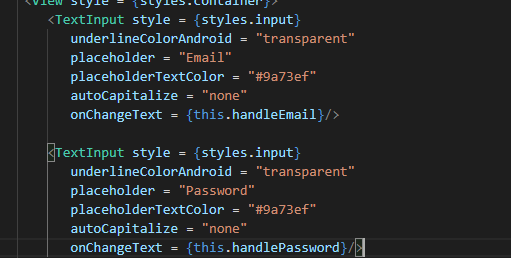 <View style = {styles.container}>
<TextInput style = {styles.input}
underlineColorAndroid = "transparent"
placeholder = "Email"
placeholderTextColor = "#9a73ef"
autoCapitalize = "none"
onChangeText = {this.handleEmail}/>
<TextInput style = {styles.input}
underlineColorAndroid = "transparent"
placeholder = "Password"
placeholderTextColor = "#9a73ef"
autoCapitalize = "none"
onChangeText = {this.handlePassword}/>